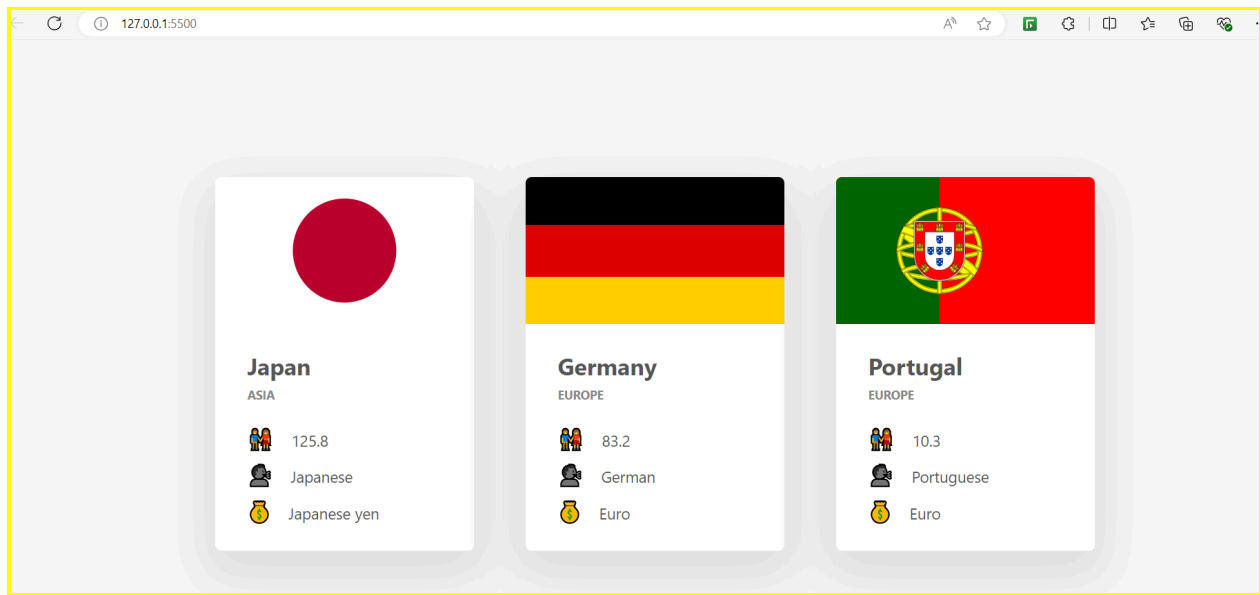 127.0.0.1:5500
Japan
ASIA
125.8
Japanese
Japanese yen
Germany
EUROPE
83.2
German
Euro
Portugal
EUROPE
10.3
Portuguese
Euro